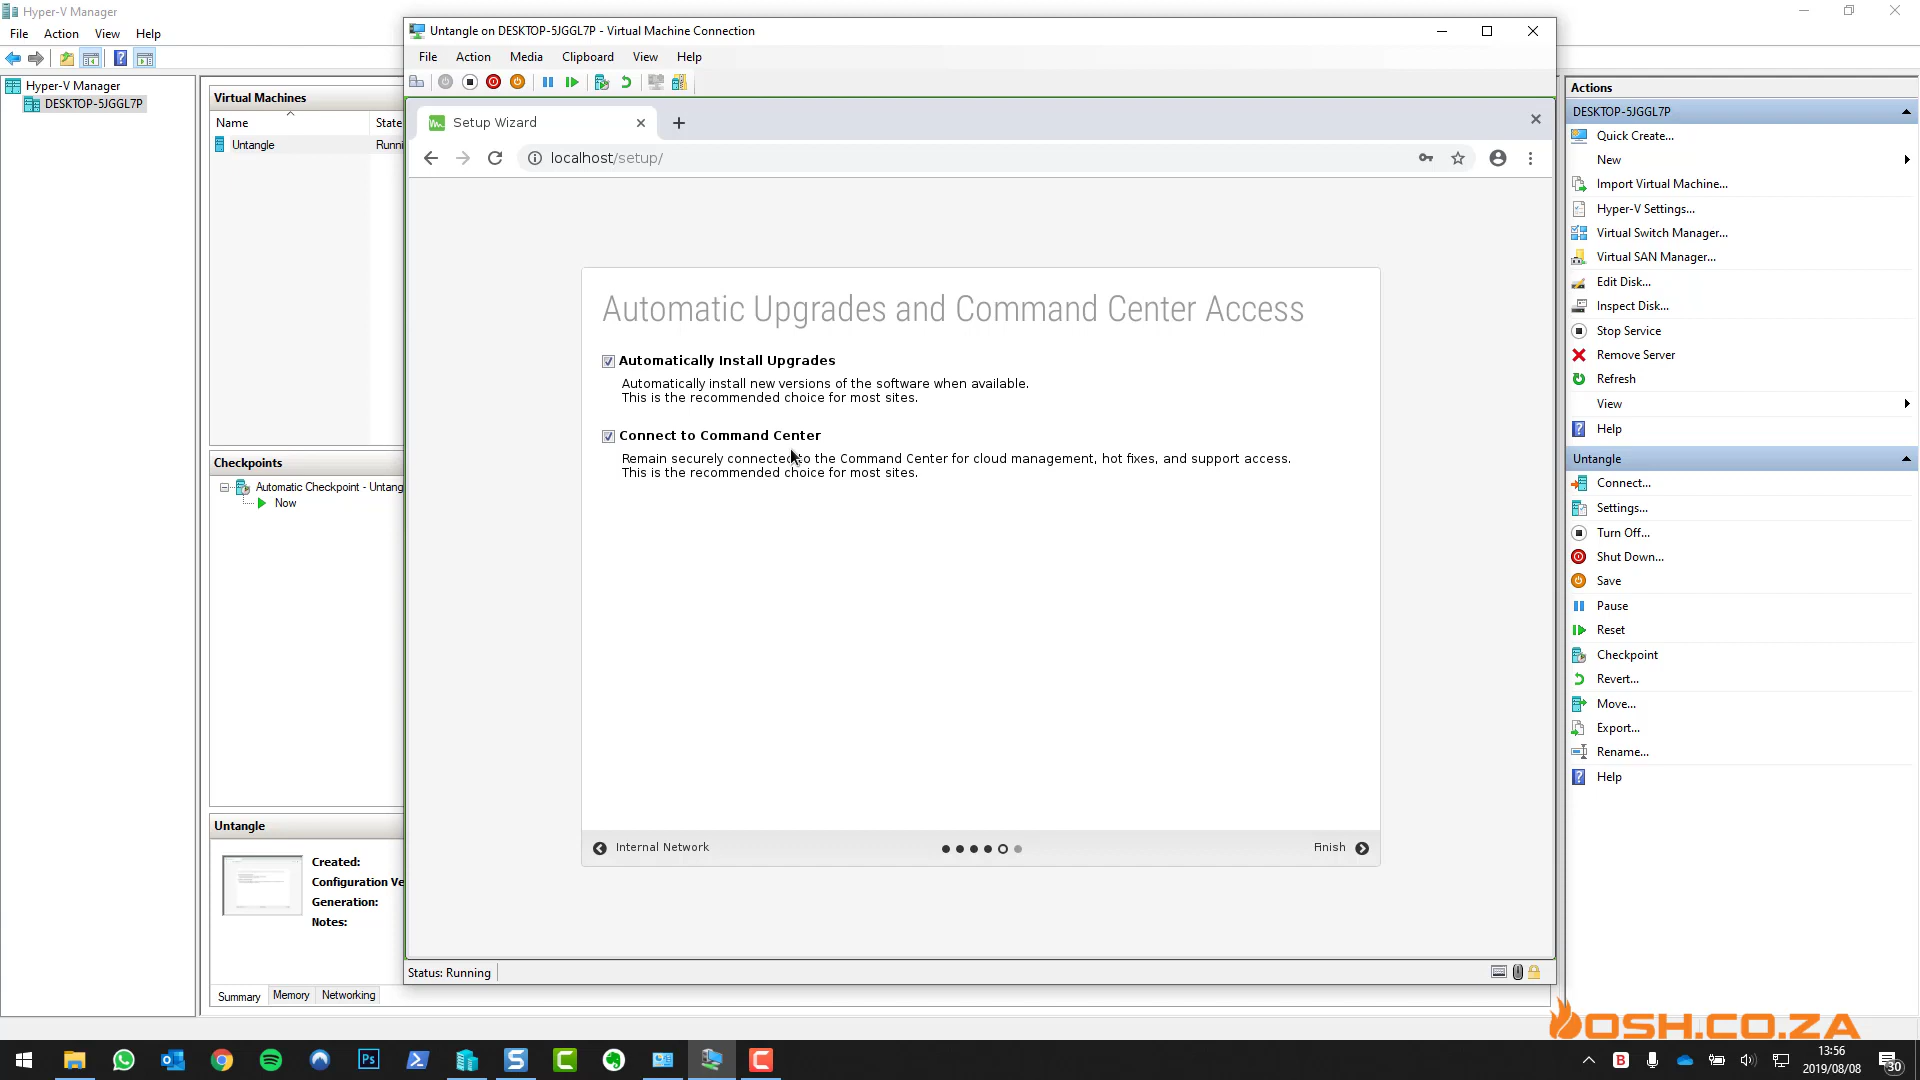 Hyper-V Manager
File Action View Help
Hyper-V Manager
DESKTOP-5JGGL7P
Virtual Machines
Name State
Untangle Runni
Checkpoints
Automatic Checkpoint - Untang
Now
Untangle
Created:
Configuration Ve
Generation:
Notes:
Summary Memory Networking
Untangle on DESKTOP-5JGGL7P - Virtual Machine Connection
File Action Media Clipboard View Help
Setup Wizard
localhost/setup/
Automatic Upgrades and Command Center Access
Automatically Install Upgrades
Automatically install new versions of the software when available.
This is the recommended choice for most sites.
Connect to Command Center
Remain securely connected to the Command Center for cloud management, hot fixes, and support access.
This is the recommended choice for most sites.
Internal Network
Finish
Status: Running
Actions
DESKTOP-5JGGL7P
Quick Create...
New
Import Virtual Machine...
Hyper-V Settings...
Virtual Switch Manager...
Virtual SAN Manager...
Edit Disk...
Inspect Disk...
Stop Service
Remove Server
Refresh
View
Help
Untangle
Connect...
Settings...
Turn Off...
Shut Down...
Save
Pause
Reset
Checkpoint
Revert...
Move...
Export...
Rename...
Help
OSH.CO.ZA
Ps
S
C
C
B
13:56
2019/08/08
30